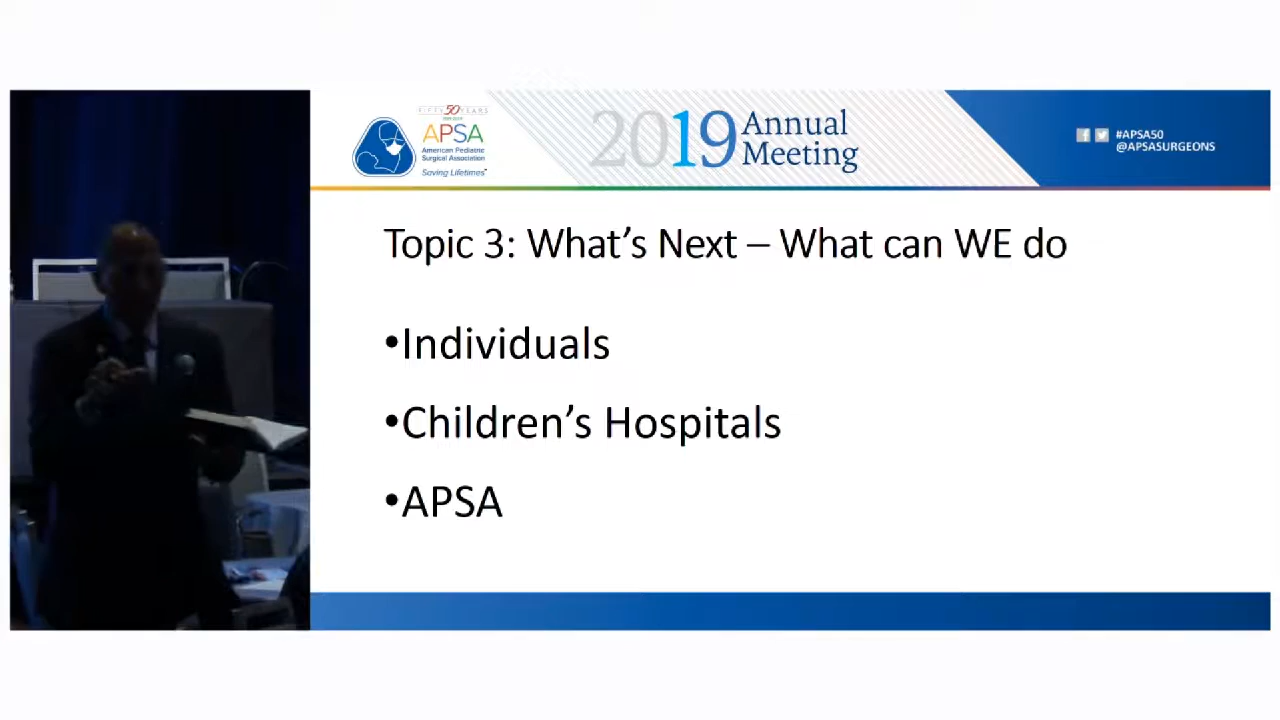 FIFTY 50 YEARS
APSA
American Pediatric
Surgical Association
Saving Lifetimes™
2019 Annual
Meeting
#APSA50
@APSASURGEONS
Topic 3: What's Next – What can WE do
•Individuals
•Children's Hospitals
•APSA